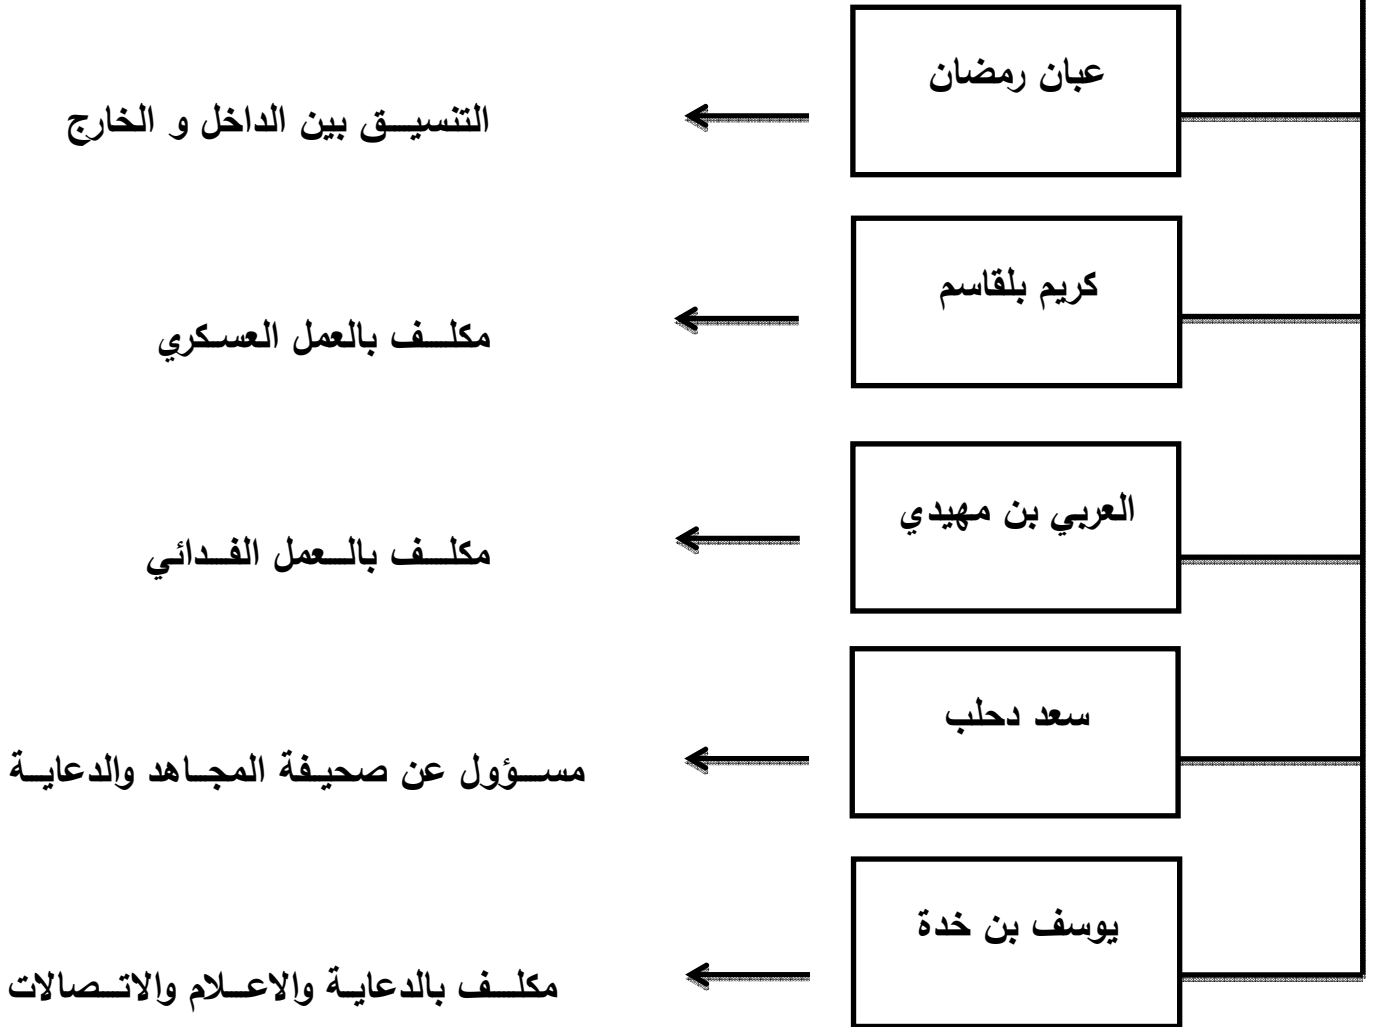 عبان رمضان
التنسيق بين الداخل و الخارج
كريم بلقاسم
مكلف بالعمل العسكري
العربي بن مهيدي
مكلف بالعمل الفدائي
سعد دحلب
مسؤول عن صحيفة المجاهد والدعاية
يوسف بن خدة
مكلف بالدعاية والاعلام والاتصالات